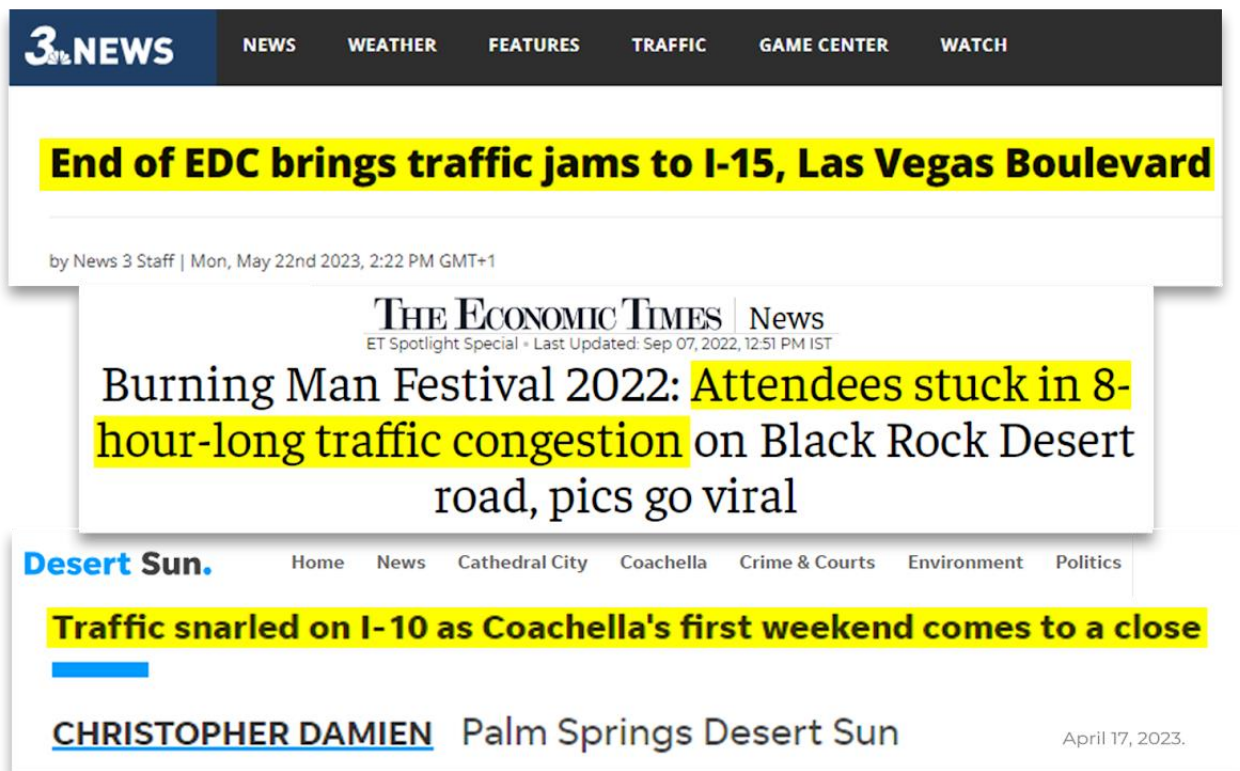 3 NEWS NEWS WEATHER FEATURES TRAFFIC GAME CENTER WATCH
End of EDC brings traffic jams to I-15, Las Vegas Boulevard
by News 3 Staff | Mon, May 22nd 2023, 2:22 PM GMT+1
THE ECONOMIC TIMES | News
ET Spotlight Special • Last Updated: Sep 07, 2022, 12:51 PM IST
Burning Man Festival 2022: Attendees stuck in 8-
hour-long traffic congestion on Black Rock Desert
road, pics go viral
Desert Sun. Home News Cathedral City Coachella Crime & Courts Environment Politics
Traffic snarled on I-10 as Coachella's first weekend comes to a close
CHRISTOPHER DAMIEN Palm Springs Desert Sun April 17, 2023.